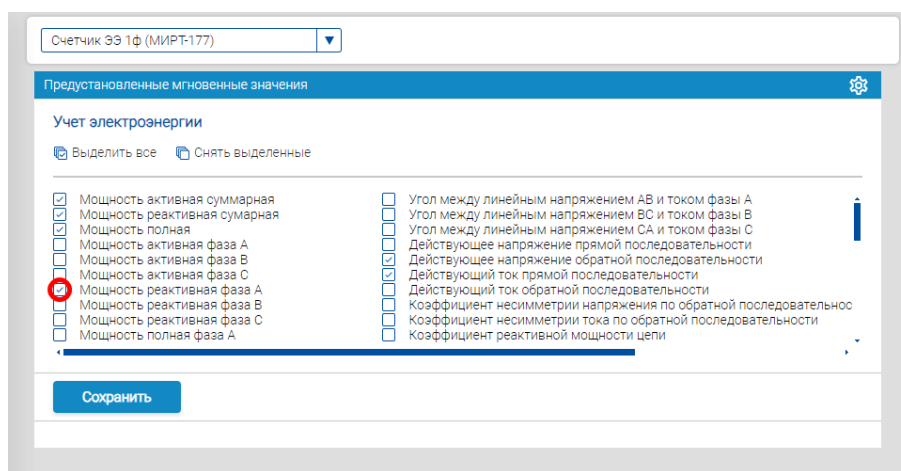 Счетчик ЭЭ 1ф (МИРТ-177)
Предустановленные мгновенные значения
Учет электроэнергии
Выделить все
Снять выделенные
Мощность активная суммарная
Мощность реактивная сумарная
Мощность полная
Мощность активная фаза A
Мощность активная фаза B
Мощность активная фаза C
Мощность реактивная фаза A
Мощность реактивная фаза B
Мощность реактивная фаза C
Мощность полная фаза A
Угол между линейным напряжением AB и током фазы A
Угол между линейным напряжением BC и током фазы B
Угол между линейным напряжением CA и током фазы C
Действующее напряжение прямой последовательности
Действующее напряжение обратной последовательности
Действующий ток прямой последовательности
Действующий ток обратной последовательности
Коэффициент несимметрии напряжения по обратной последовательнос
Коэффициент несимметрии тока по обратной последовательности
Коэффициент реактивной мощности цепи
Сохранить